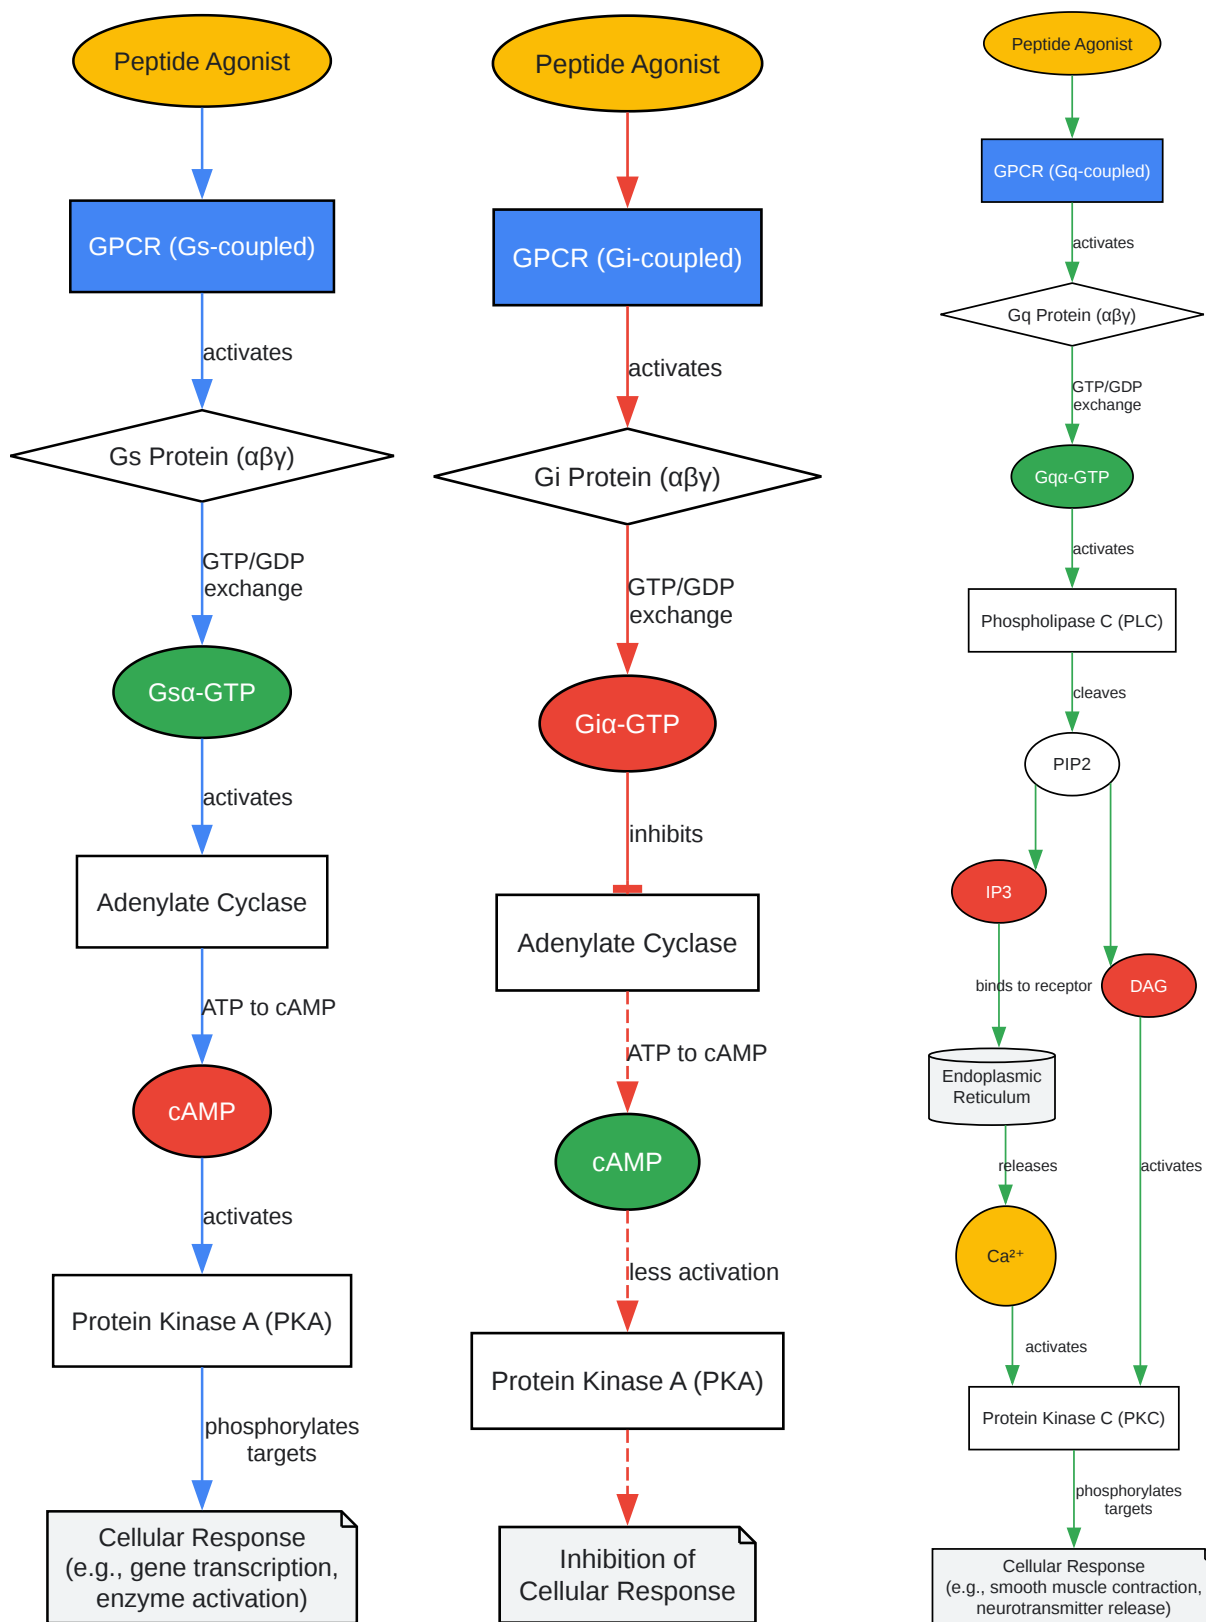 Peptide Agonist
GPCR (Gs-coupled)
activates
Gs Protein (αβγ)
GTP/GDP
exchange
Gsα-GTP
activates
Adenylate Cyclase
ATP to cAMP
cAMP
activates
Protein Kinase A (PKA)
phosphorylates
targets
Cellular Response
(e.g., gene transcription,
enzyme activation)
Peptide Agonist
GPCR (Gi-coupled)
activates
Gi Protein (αβγ)
GTP/GDP
exchange
Giα-GTP
inhibits
Adenylate Cyclase
ATP to cAMP
cAMP
less activation
Protein Kinase A (PKA)
Inhibition of
Cellular Response
Peptide Agonist
GPCR (Gq-coupled)
activates
Gq Protein (αβγ)
GTP/GDP
exchange
Gqα-GTP
activates
Phospholipase C (PLC)
cleaves
PIP2
IP3
binds to receptor
DAG
Endoplasmic
Reticulum
releases
activates
Ca²⁺
activates
Protein Kinase C (PKC)
phosphorylates
targets
Cellular Response
(e.g., smooth muscle contraction,
neurotransmitter release)